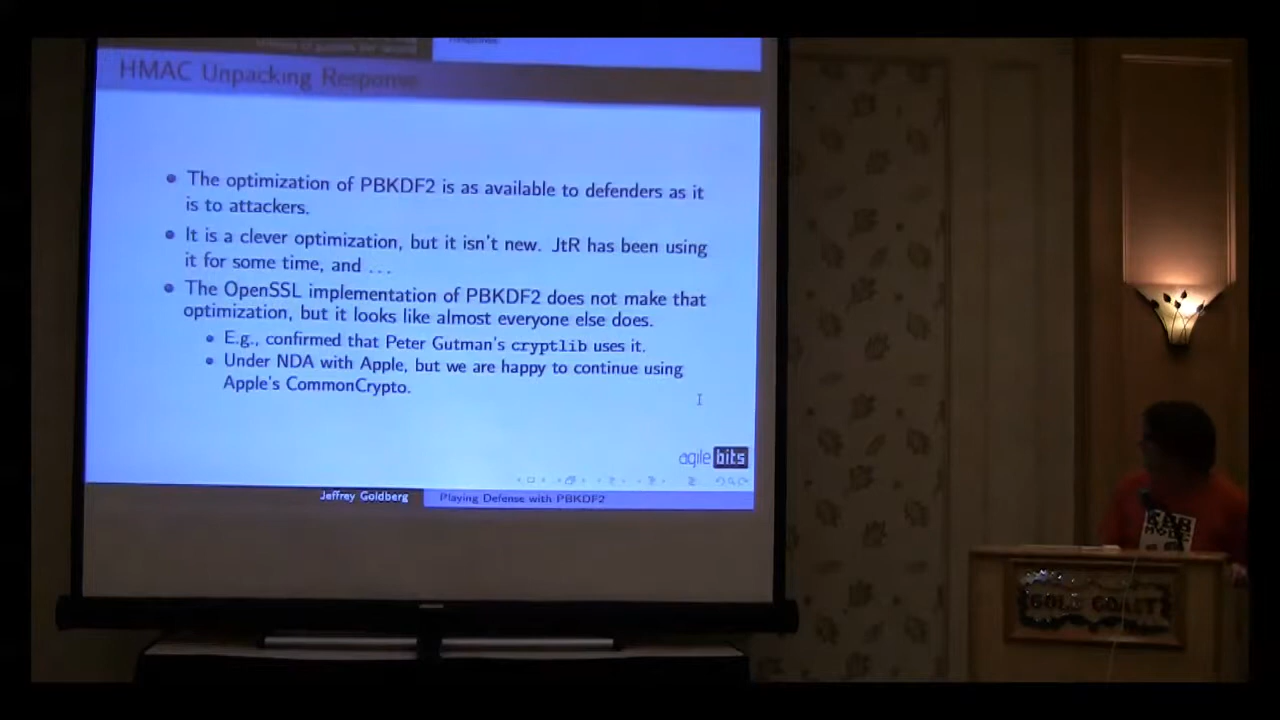 HMAC Unpacking Response
The optimization of PBKDF2 is as available to defenders as it
is to attackers.
It is a clever optimization, but it isn't new. JtR has been using
it for some time, and ...
The OpenSSL implementation of PBKDF2 does not make that
optimization, but it looks like almost everyone else does.
E.g., confirmed that Peter Gutman's cryptlib uses it.
Under NDA with Apple, but we are happy to continue using
Apple's CommonCrypto.
agile bits
Jeffrey Goldberg Playing Defense with PBKDF2
GOLD COAST